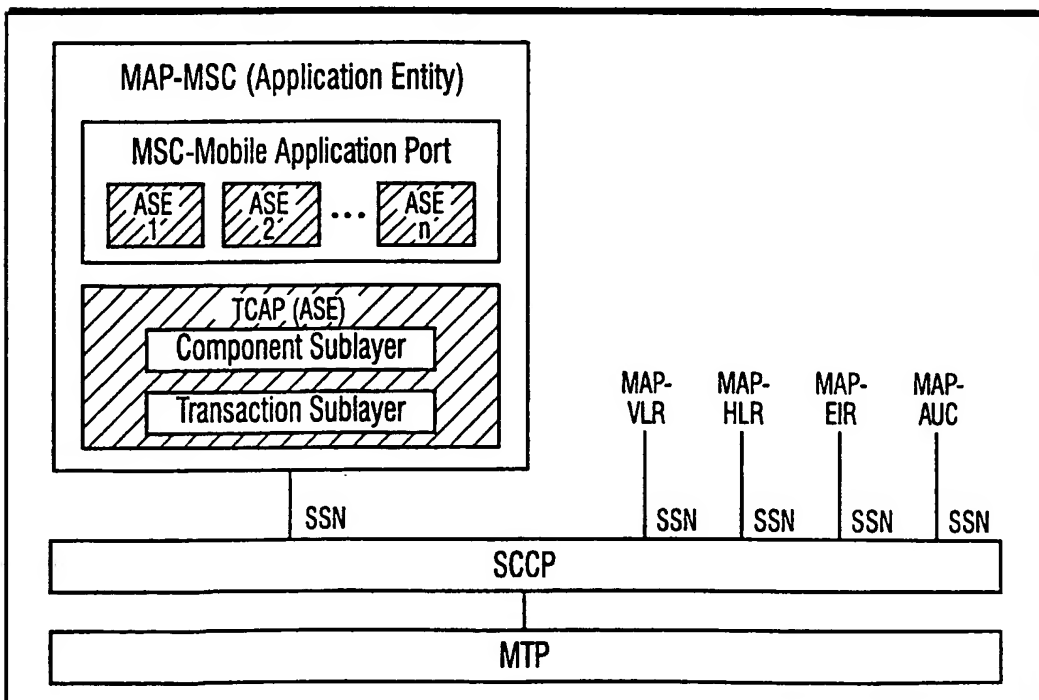 MAP-MSC (Application Entity)
MSC-Mobile Application Port
ASE
1
ASE
2
...
ASE
n
TCAP (ASE)
Component Sublayer
Transaction Sublayer
MAP-
VLR
MAP-
HLR
MAP-
EIR
MAP-
AUC
SSN
SSN
SSN
SSN
SSN
SCCP
MTP